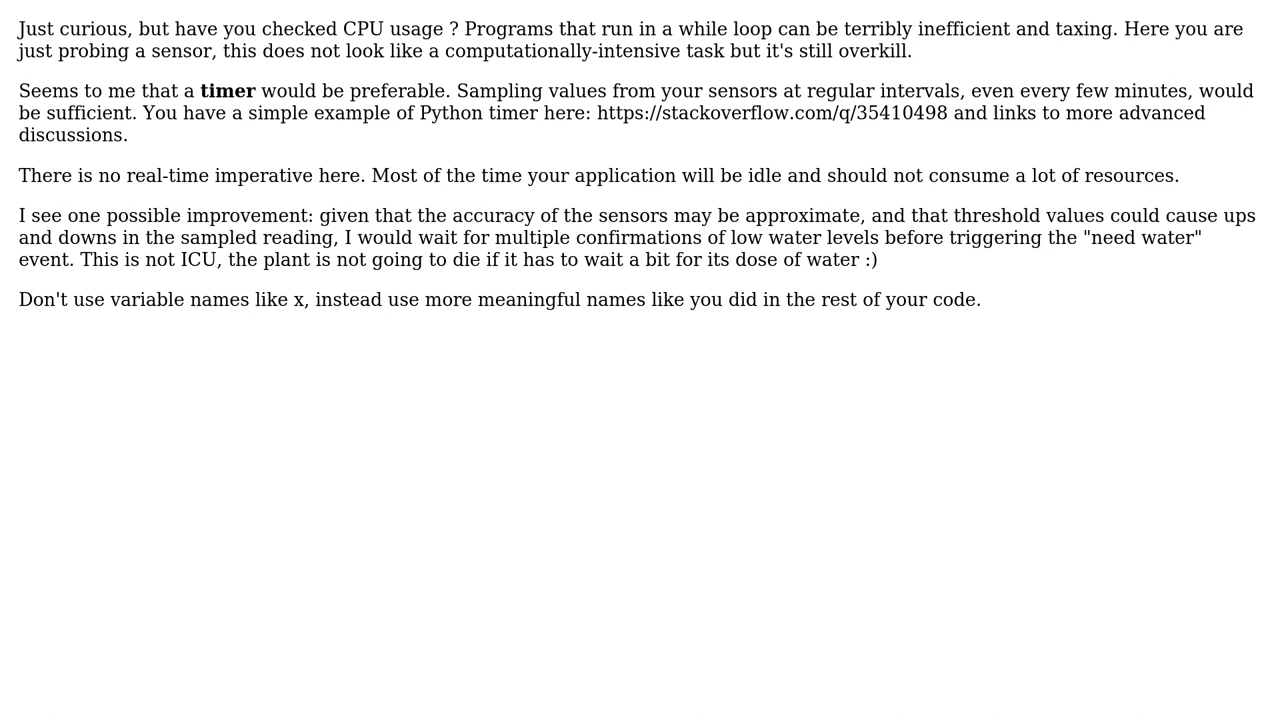 Just curious, but have you checked CPU usage ? Programs that run in a while loop can be terribly inefficient and taxing. Here you are
just probing a sensor, this does not look like a computationally-intensive task but it's still overkill.
Seems to me that a timer would be preferable. Sampling values from your sensors at regular intervals, even every few minutes, would
be sufficient. You have a simple example of Python timer here: https://stackoverflow.com/q/35410498 and links to more advanced
discussions.
There is no real-time imperative here. Most of the time your application will be idle and should not consume a lot of resources.
I see one possible improvement: given that the accuracy of the sensors may be approximate, and that threshold values could cause ups
and downs in the sampled reading, I would wait for multiple confirmations of low water levels before triggering the "need water"
event. This is not ICU, the plant is not going to die if it has to wait a bit for its dose of water :)
Don't use variable names like x, instead use more meaningful names like you did in the rest of your code.